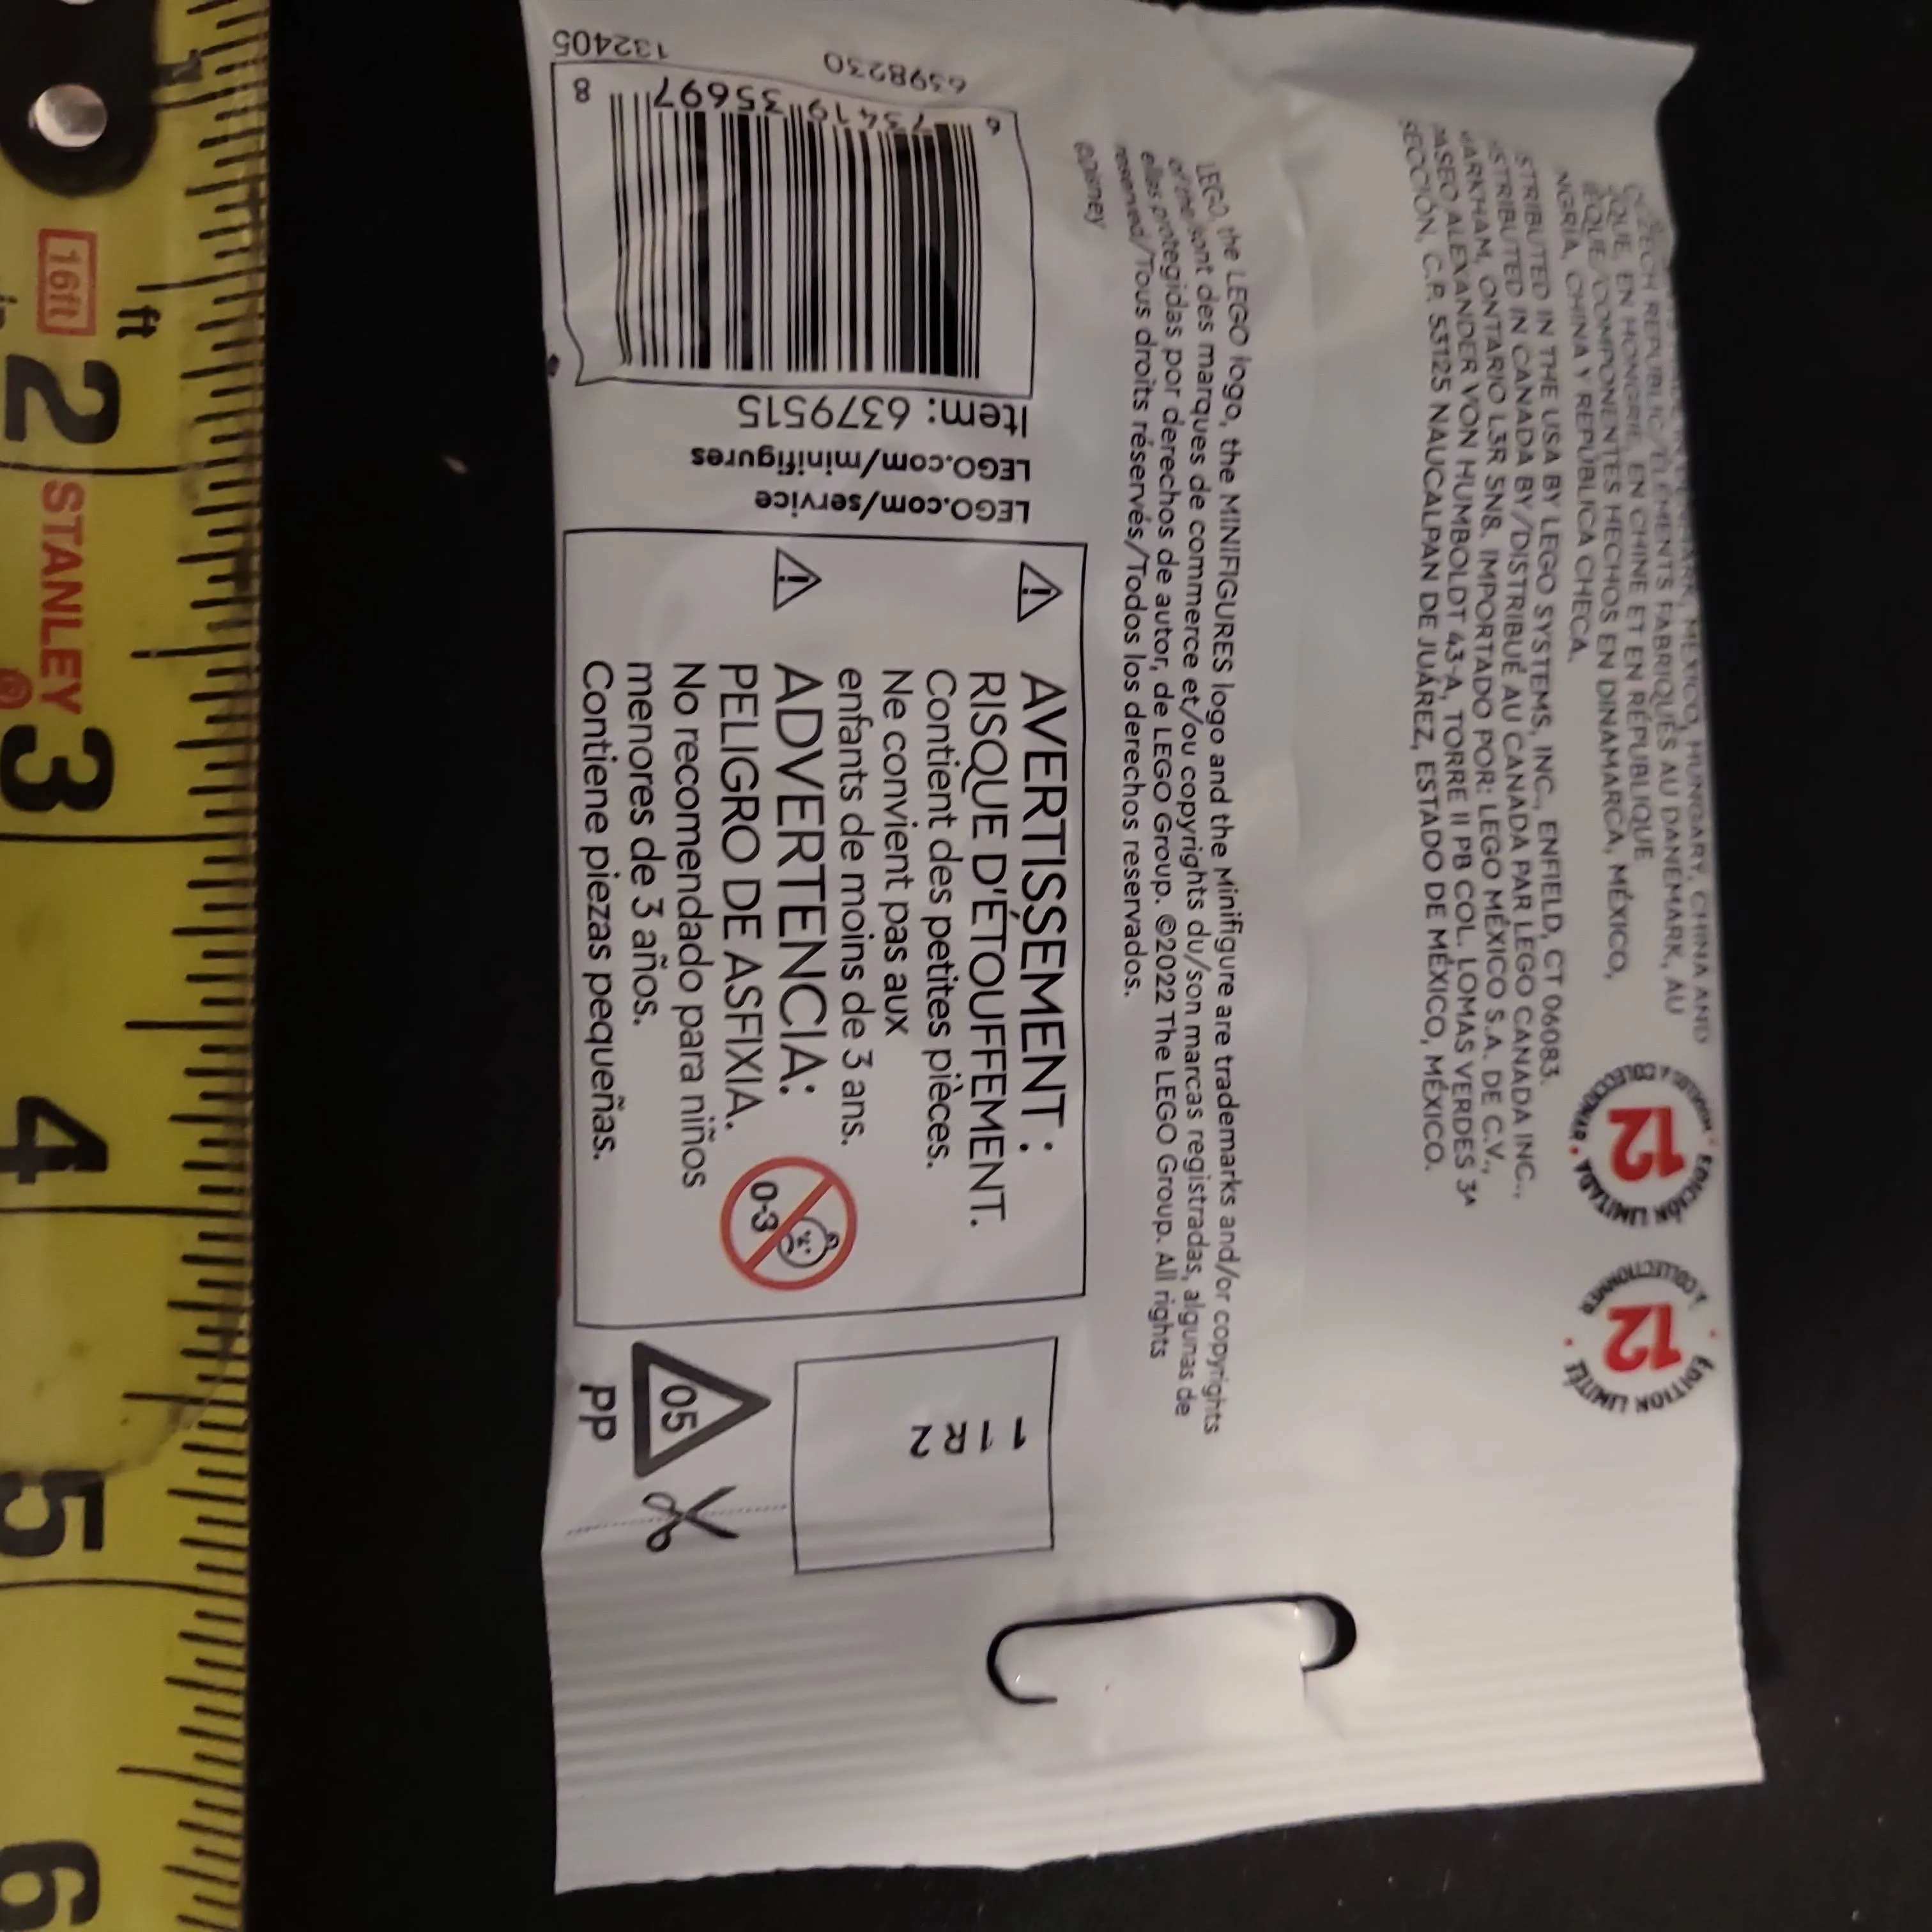 CZECH REPUBLIC/ÉLÉMENTS FABRIQUÉS AU DANEMARK, AU
EN HONGRIE, EN CHINE ET EN RÉPUBLIQUE
COMPONENTES HECHOS EN DINAMARCA, MÉXICO,
CHINA Y REPÚBLICA CHECA.
IN THE USA BY LEGO SYSTEMS, INC., ENFIELD, CT 06083.
IN CANADA BY/DISTRIBUÉ AU CANADA PAR LEGO CANADA INC.,
ONTARIO L3R 5N8. IMPORTADO POR: LEGO MÉXICO S.A. DE C.V.,
ALEXANDER VON HUMBOLDT 43-A, TORRE II PB COL. LOMAS VERDES 3ᴬ
SECCIÓN, C.P. 53125 NAUCALPAN DE JUÁREZ, ESTADO DE MÉXICO, MÉXICO.
12
EDICIÓN LIMITADA
12
ÉDITION LIMITÉE
À COLLECTIONNER
LEGO, the LEGO logo, the MINIFIGURES logo and the Minifigure are trademarks and/or copyrights
of the/sont des marques de commerce et/ou copyrights du/son marcas registradas, algunas de
ellas protegidas por derechos de autor, de LEGO Group. ©2022 The LEGO Group. All rights
reserved/Tous droits réservés/Todos los derechos reservados.
©Disney
AVERTISSEMENT :
RISQUE D'ÉTOUFFEMENT.
Contient des petites pièces.
Ne convient pas aux
enfants de moins de 3 ans.
ADVERTENCIA:
PELIGRO DE ASFIXIA.
No recomendado para niños
menores de 3 años.
Contiene piezas pequeñas.
0-3
LEGO.com/service
LEGO.com/minifigures
Item: 6379515
6 73419 35697 8
6398230
132405
1
1
R
2
05
PP
1
16ft
ft
2
STANLEY
®
3
4
5
6